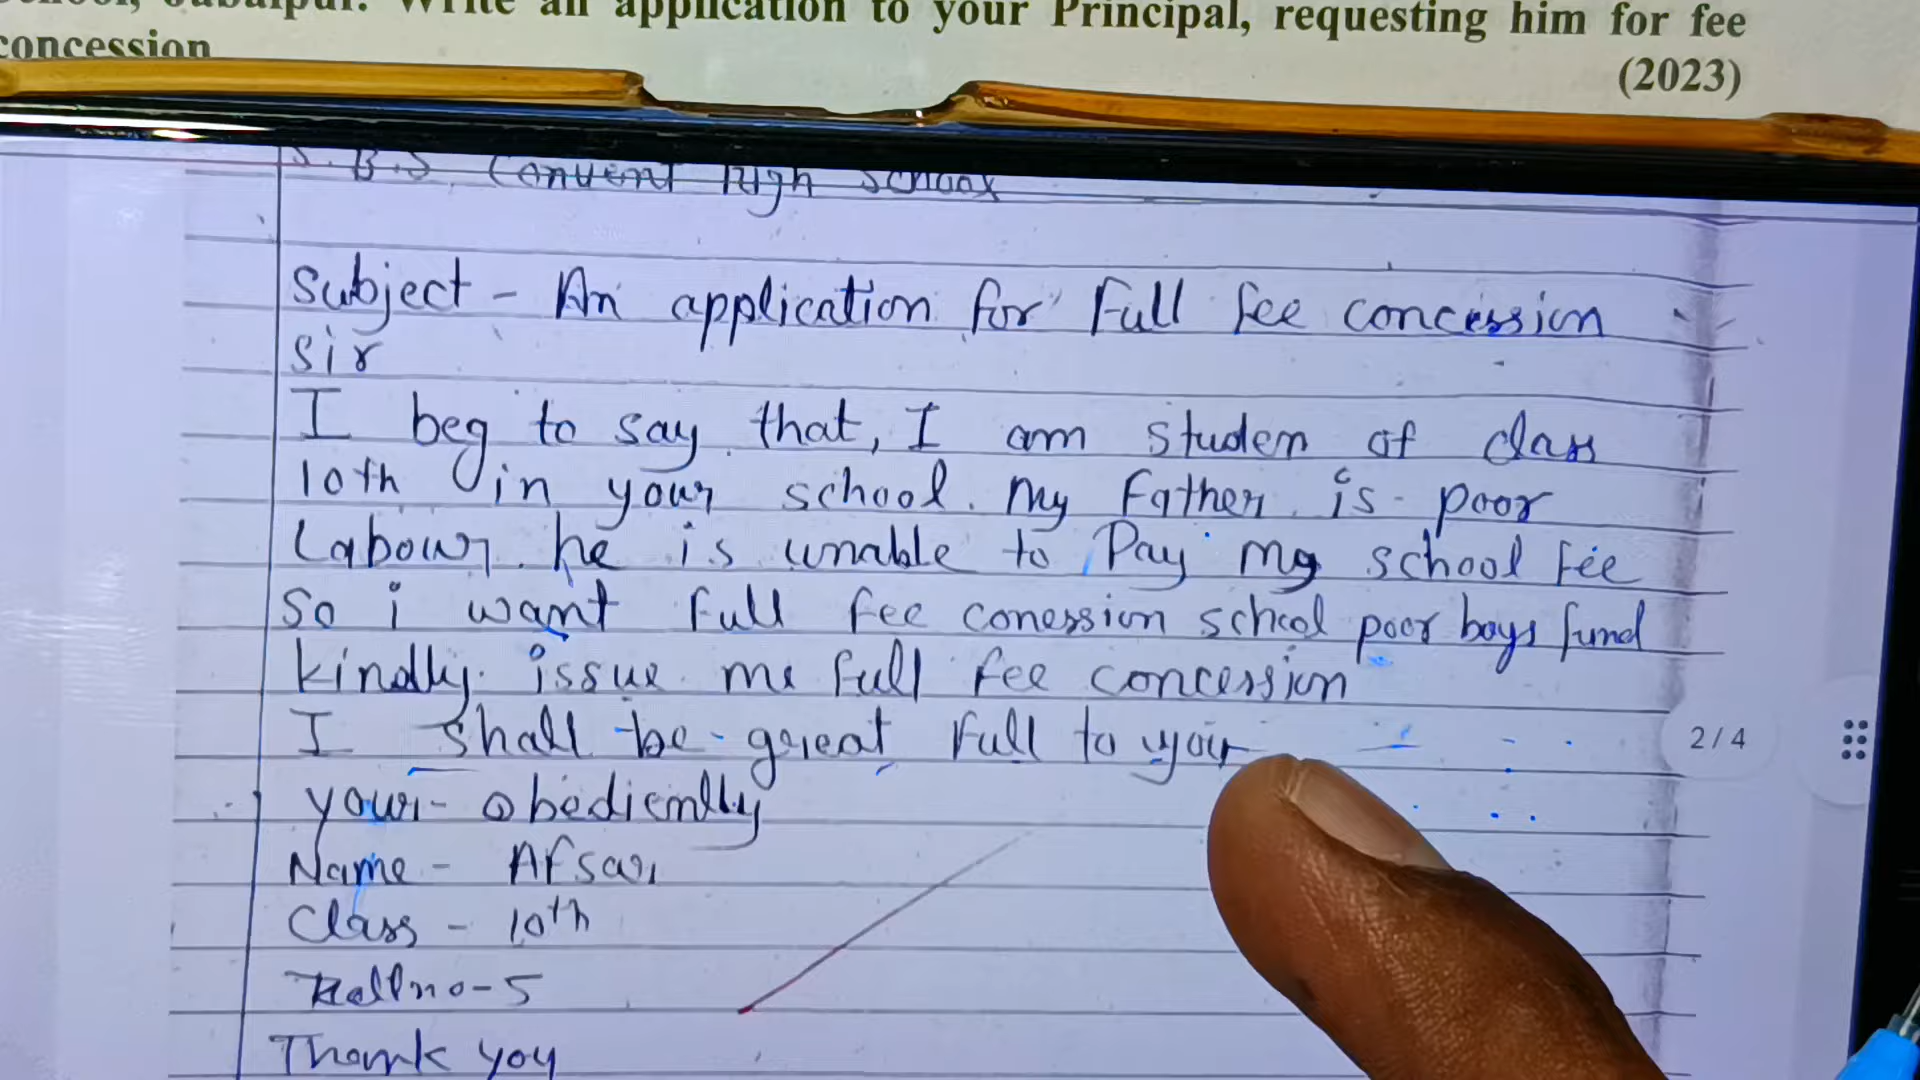 School, Jabalpur. Write an application to your Principal, requesting him for fee
concession
(2023)
S.B.S Convent High School
Subject - An application for Full fee concession
Sir
I beg to say that, I am studen of class
10th in your school. My Father is poor
Labour. he is unable to Pay my school Fee
So i want full fee conession school poor boys fund
kindly issue me full fee concession
I shall be great full to your
your - obediently
Name - Afsar
Class - 10th
Rollno - 5
Thank you
2/4